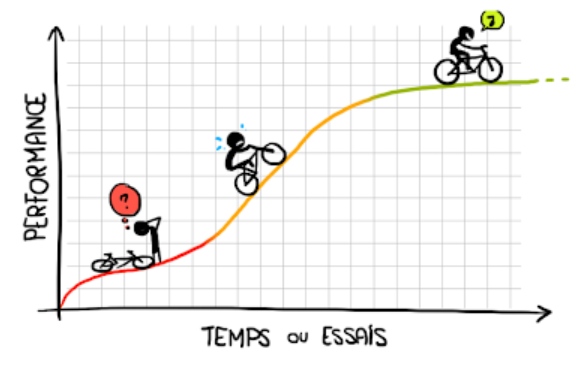 PERFORMANCE
?
TEMPS ou ESSAIS